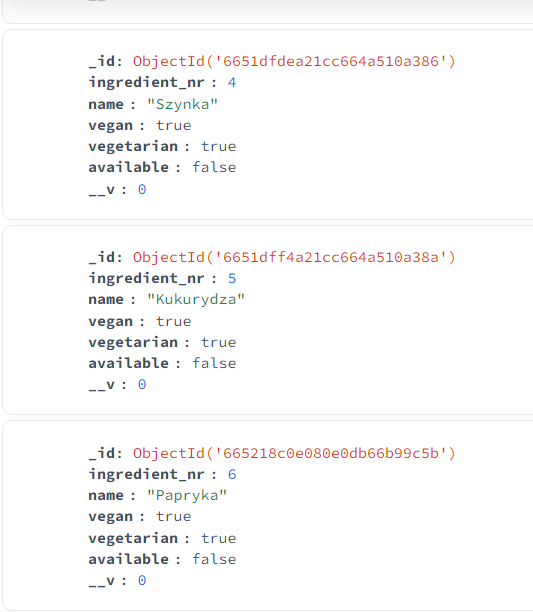 _id: ObjectId('6651dfdea21cc664a510a386')
ingredient_nr : 4
name : "Szynka"
vegan : true
vegetarian : true
available : false
__v : 0
_id: ObjectId('6651dff4a21cc664a510a38a')
ingredient_nr : 5
name : "Kukurydza"
vegan : true
vegetarian : true
available : false
__v : 0
_id: ObjectId('665218c0e080e0db66b99c5b')
ingredient_nr : 6
name : "Papryka"
vegan : true
vegetarian : true
available : false
__v : 0